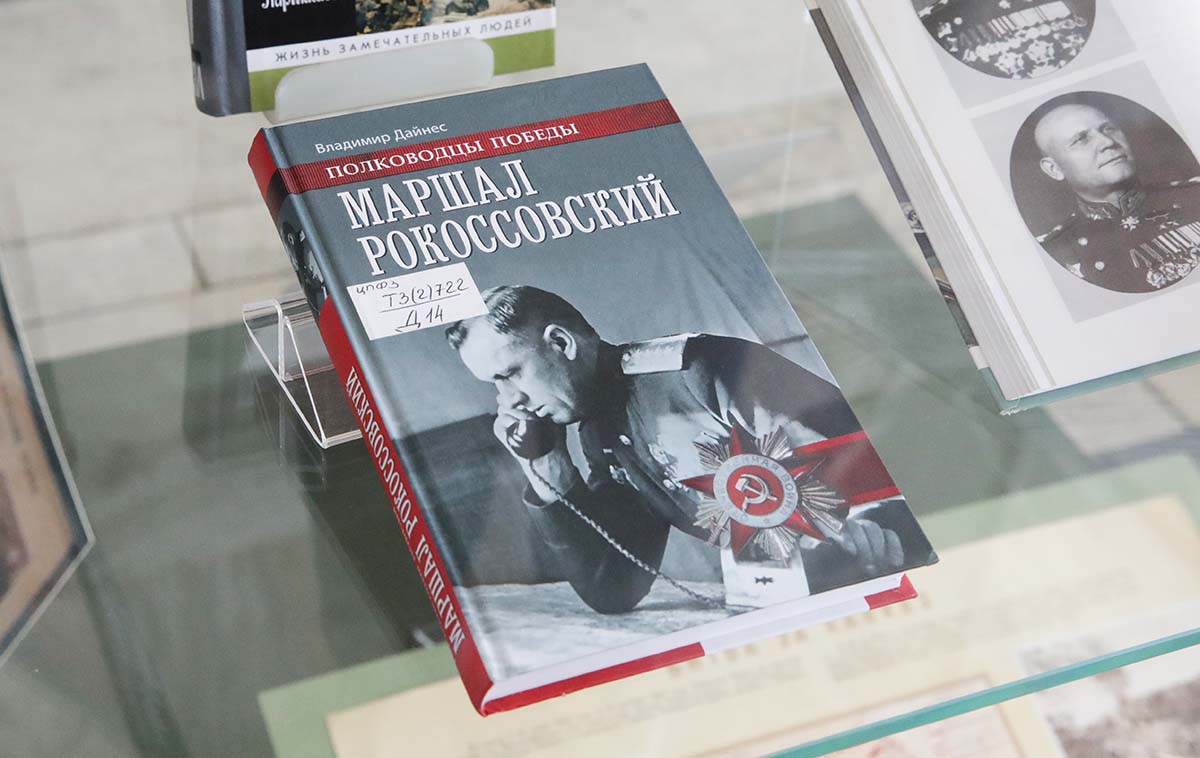 ЖИЗНЬ ЗАМЕЧАТЕЛЬНЫХ ЛЮДЕЙ
Владимир Дайнес
ПОЛКОВОДЦЫ ПОБЕДЫ
МАРШАЛ
РОКОССОВСКИЙ
ЦПФЗ
Т3(2)722
Д14
МАРШАЛ РОКОССОВСКИЙ